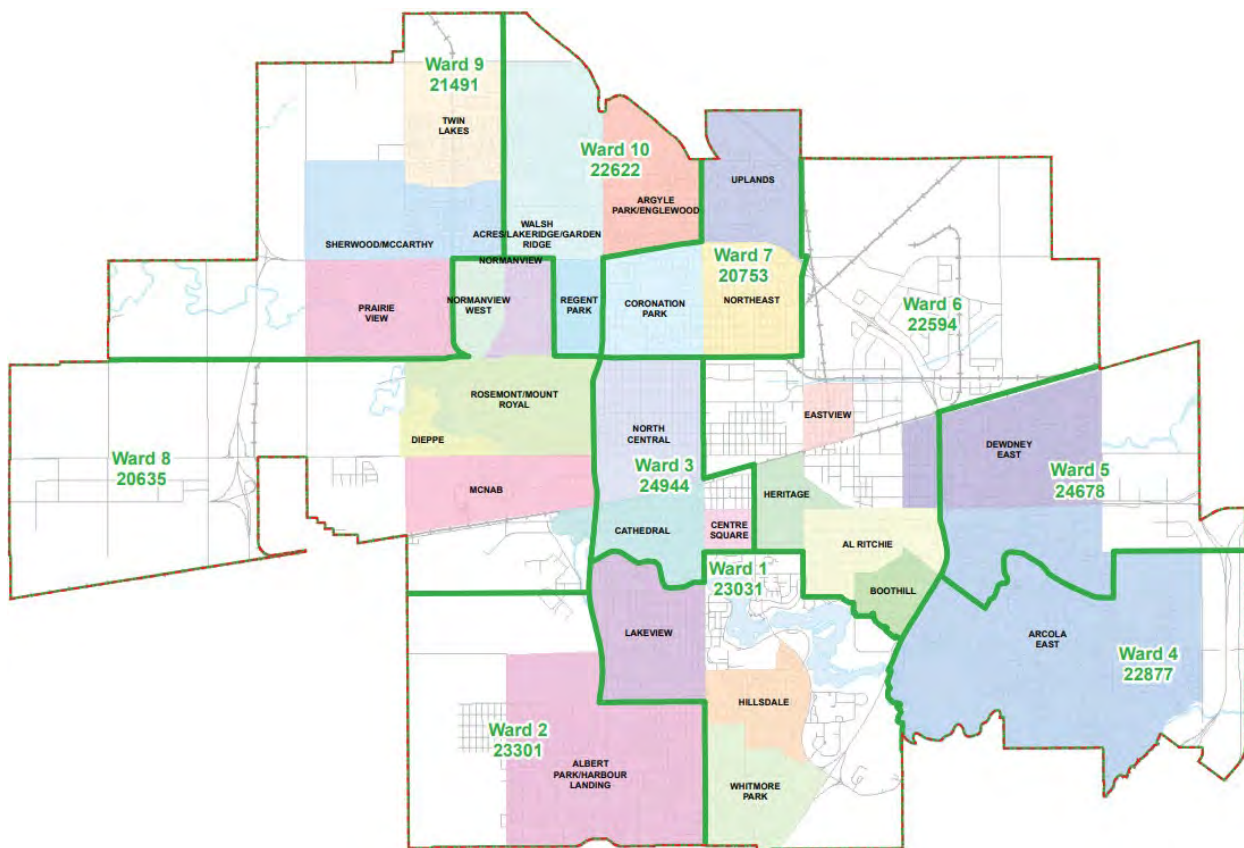 Ward 9
21491
TWIN
LAKES
Ward 10
22622
UPLANDS
ARGYLE
PARK/ENGLEWOOD
WALSH
ACRES/LAKERIDGE/GARDEN
RIDGE
SHERWOOD/MCCARTHY
NORMANVIEW
Ward 7
20753
PRAIRIE
VIEW
NORMANVIEW
WEST
REGENT
PARK
CORONATION
PARK
NORTHEAST
Ward 6
22594
ROSEMONT/MOUNT
ROYAL
DIEPPE
NORTH
CENTRAL
EASTVIEW
DEWDNEY
EAST
Ward 8
20635
Ward 3
24944
Ward 5
24678
MCNAB
HERITAGE
CATHEDRAL
CENTRE
SQUARE
AL RITCHIE
Ward 1
23031
BOOTHILL
LAKEVIEW
ARCOLA
EAST
Ward 4
22877
HILLSDALE
Ward 2
23301
ALBERT
PARK/HARBOUR
LANDING
WHITMORE
PARK